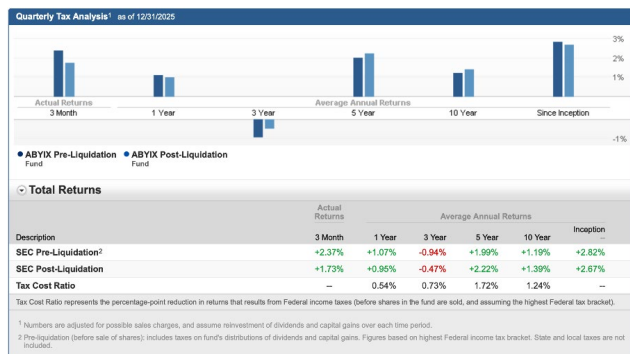 Quarterly Tax Analysis1 as of 12/31/2025
3%
2%
1%
Actual Returns Average Annual Returns
3 Month 1 Year 3 Year 5 Year 10 Year Since Inception
-1%
ABYIX Pre-Liquidation ABYIX Post-Liquidation
Fund Fund
Total Returns
Actual Returns Average Annual Returns
Description 3 Month 1 Year 3 Year 5 Year 10 Year Inception --
SEC Pre-Liquidation2 +2.37% +1.07% -0.94% +1.99% +1.19% +2.82%
SEC Post-Liquidation +1.73% +0.95% -0.47% +2.22% +1.39% +2.67%
Tax Cost Ratio -- 0.54% 0.73% 1.72% 1.24% --
Tax Cost Ratio represents the percentage-point reduction in returns that results from Federal income taxes (before shares in the fund are sold, and assuming the highest Federal tax bracket).
1 Numbers are adjusted for possible sales charges, and assume reinvestment of dividends and capital gains over each time period.
2 Pre-liquidation (before sale of shares): includes taxes on fund's distributions of dividends and capital gains. Figures based on highest Federal income tax bracket. State and local taxes are not
included.